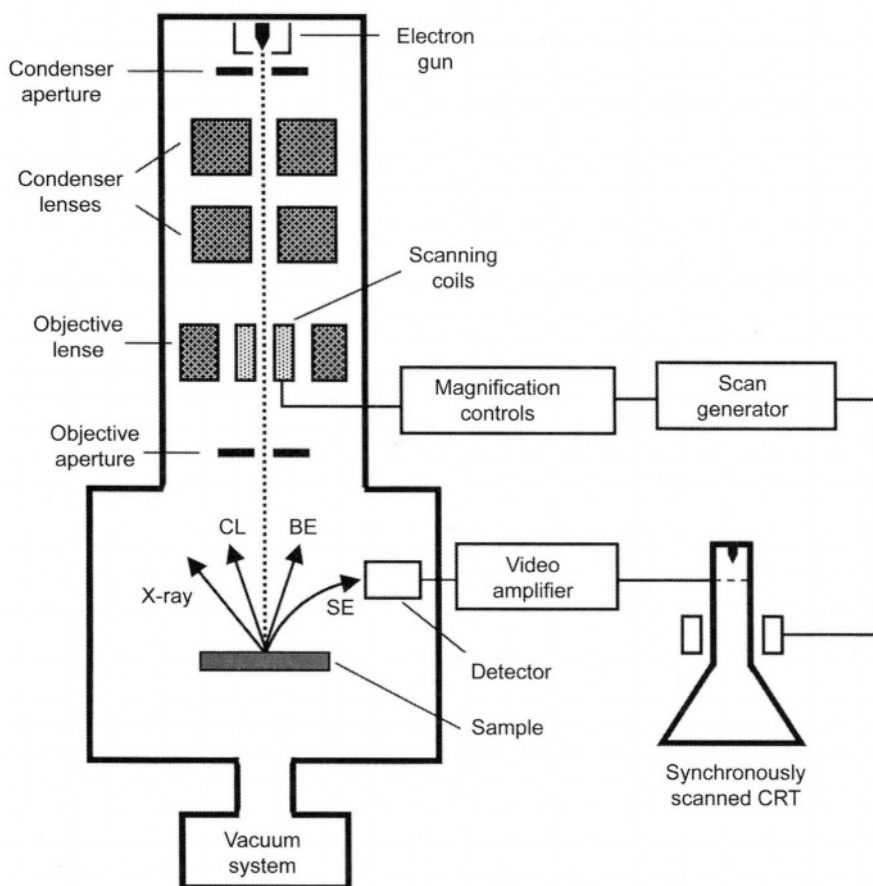 Electron
gun
Condenser
aperture
Condenser
lenses
Scanning
coils
Objective
lense
Magnification
controls
Scan
generator
Objective
aperture
CL
BE
X-ray
SE
Video
amplifier
Detector
Sample
Synchronously
scanned CRT
Vacuum
system